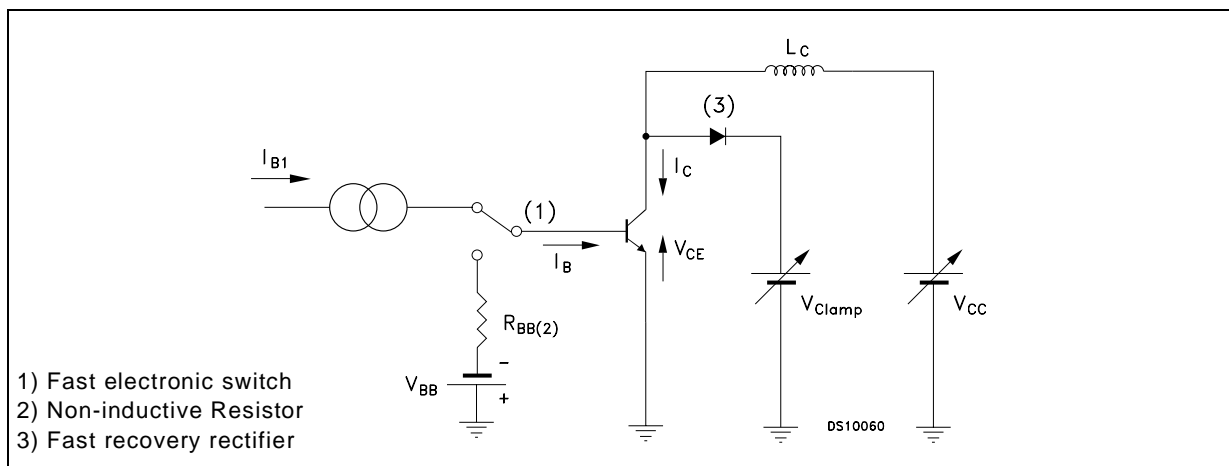 L C
(3)
I B1
I C
(1)
I B
V CE
V Clamp
V CC
R BB(2)
-
V BB
+
DS10060
1) Fast electronic switch
2) Non-inductive Resistor
3) Fast recovery rectifier